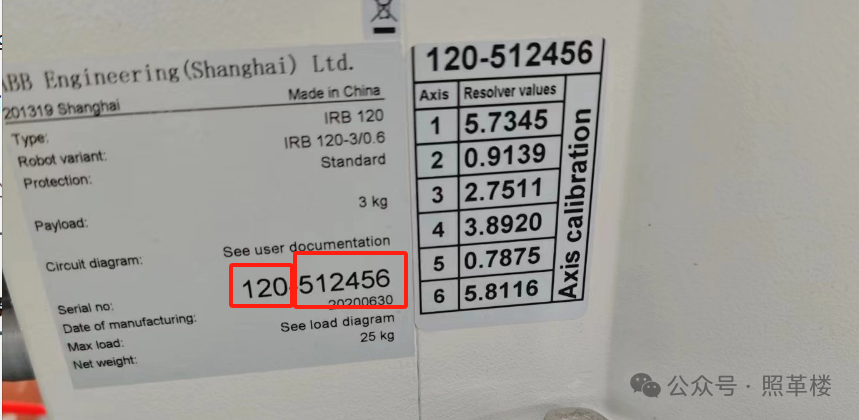 ABB Engineering(Shanghai) Ltd.
201319 Shanghai
Made in China
Type:
IRB 120
Robot variant:
IRB 120-3/0.6
Protection:
Standard
Payload:
3 kg
Circuit diagram:
See user documentation
Serial no:
120-512456
Date of manufacturing:
20200630
Max load:
See load diagram
Net weight:
25 kg
120-512456
Axis Resolver values
1 5.7345
2 0.9139
3 2.7511
4 3.8920
5 0.7875
6 5.8116
Axis calibration
公众号·照革楼